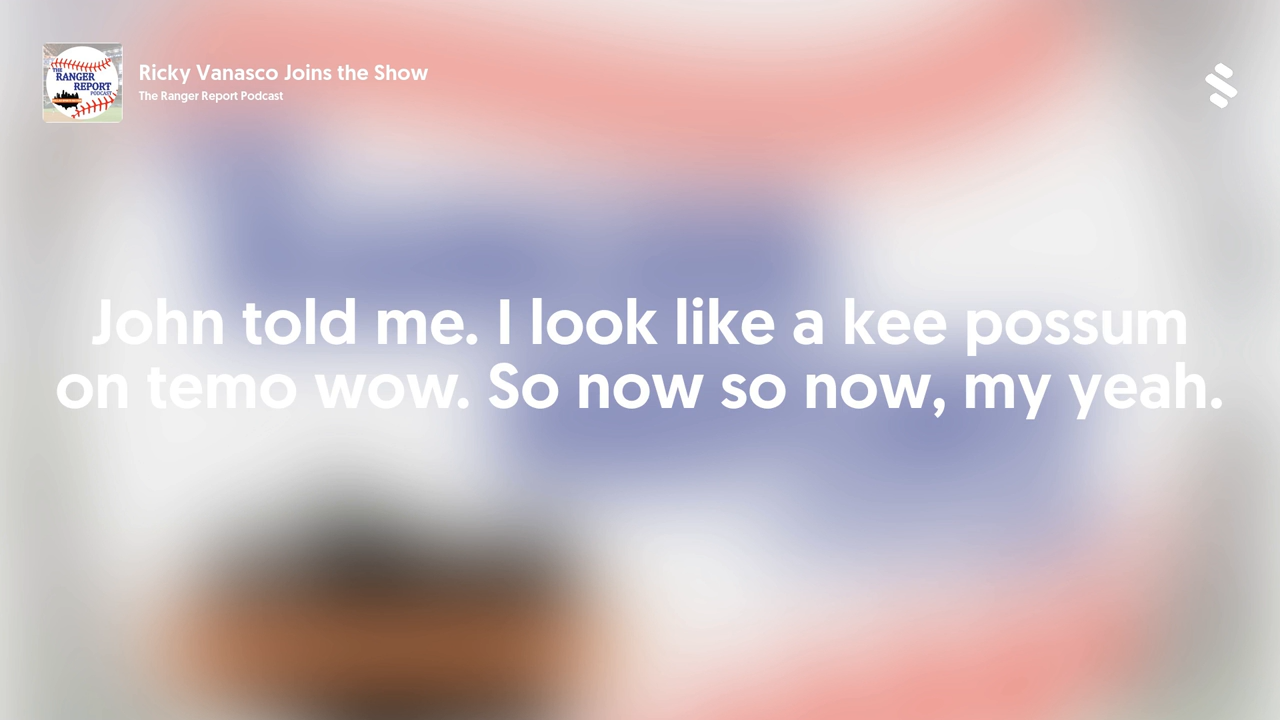 Ricky Vanasco Joins the Show
The Ranger Report Podcast
THE
RANGER
REPORT
PODCAST
John told me. I look like a kee possum
on temo wow. So now so now, my yeah.